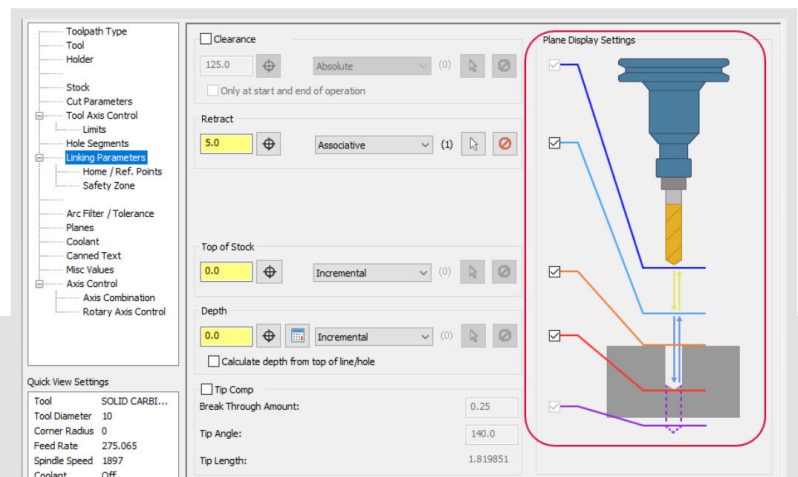 Toolpath Type
Tool
Holder
Stock
Cut Parameters
Tool Axis Control
Limits
Hole Segments
Linking Parameters
Home / Ref. Points
Safety Zone
Arc Filter / Tolerance
Planes
Coolant
Canned Text
Misc Values
Axis Control
Axis Combination
Rotary Axis Control
Quick View Settings
Tool SOLID CARBI...
Tool Diameter 10
Corner Radius 0
Feed Rate 275.065
Spindle Speed 1897
Coolant Off
Clearance
125.0 Absolute (0)
Only at start and end of operation
Retract
5.0 Associative (1)
Top of Stock
0.0 Incremental (0)
Depth
0.0 Incremental (0)
Calculate depth from top of line/hole
Tip Comp
Break Through Amount: 0.25
Tip Angle: 140.0
Tip Length: 1.819851
Plane Display Settings